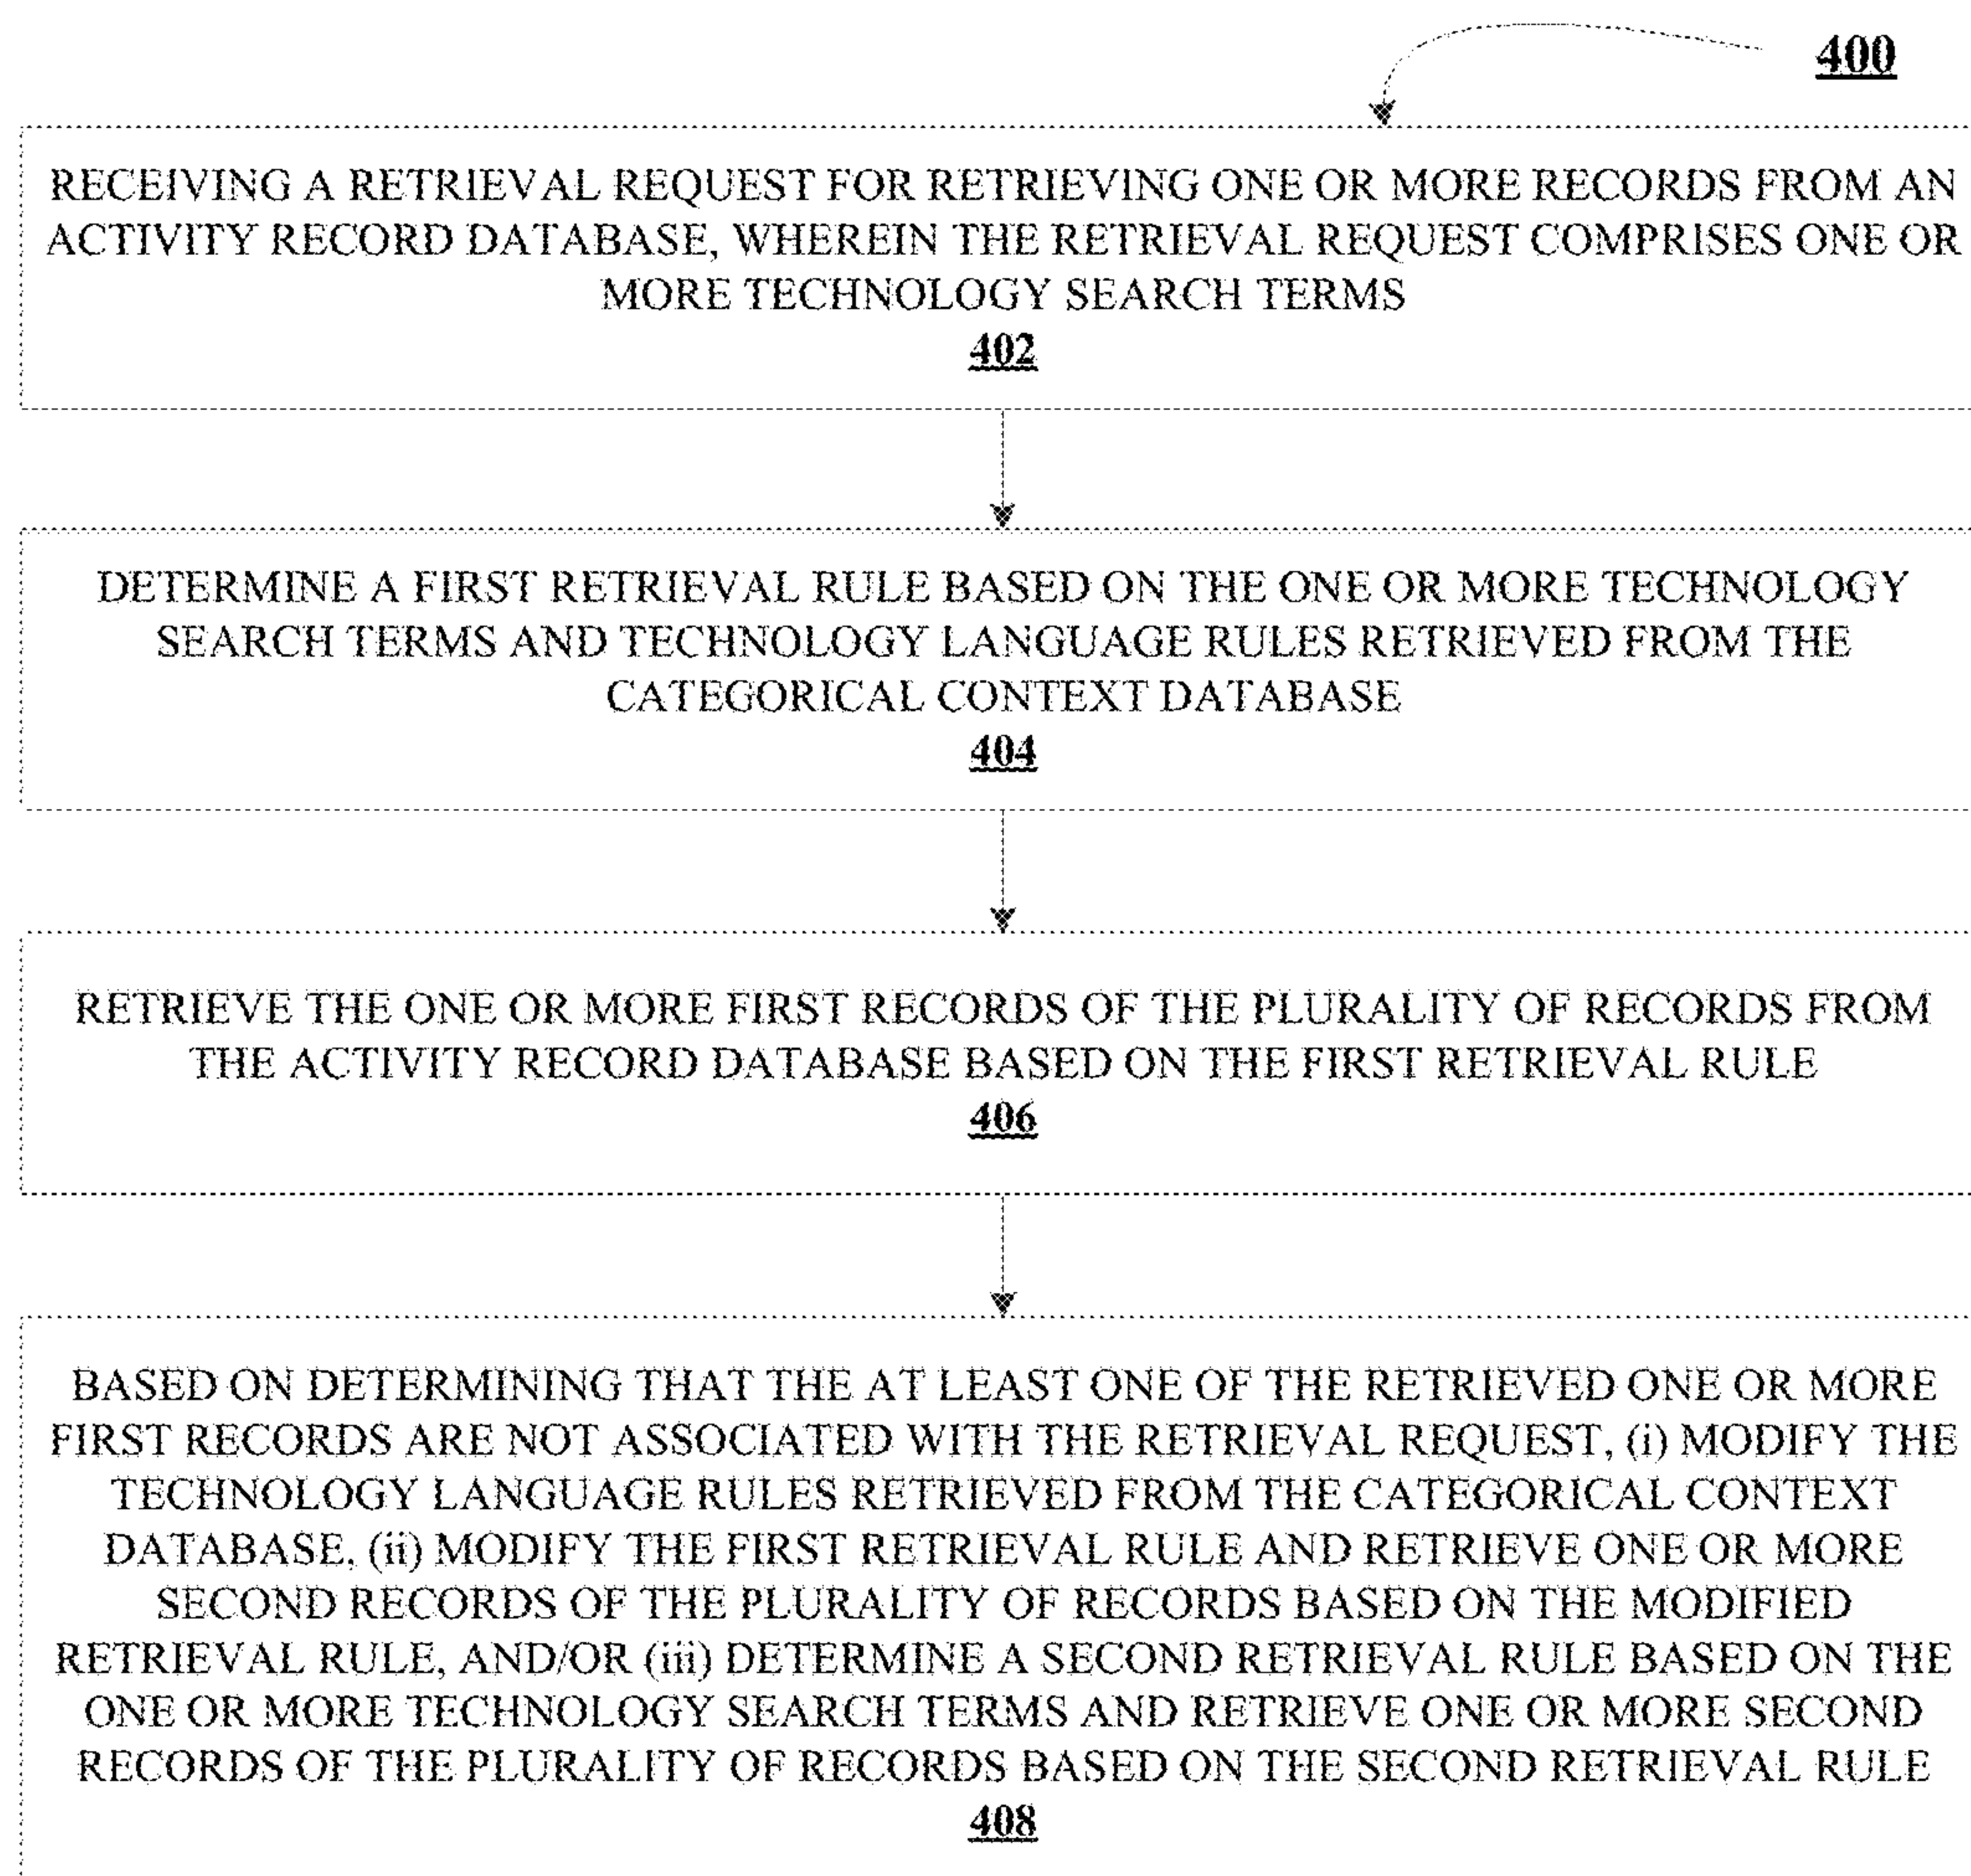 400
RECEIVING A RETRIEVAL REQUEST FOR RETRIEVING ONE OR MORE RECORDS FROM AN
ACTIVITY RECORD DATABASE, WHEREIN THE RETRIEVAL REQUEST COMPRISES ONE OR
MORE TECHNOLOGY SEARCH TERMS
402
DETERMINE A FIRST RETRIEVAL RULE BASED ON THE ONE OR MORE TECHNOLOGY
SEARCH TERMS AND TECHNOLOGY LANGUAGE RULES RETRIEVED FROM THE
CATEGORICAL CONTEXT DATABASE
404
RETRIEVE THE ONE OR MORE FIRST RECORDS OF THE PLURALITY OF RECORDS FROM
THE ACTIVITY RECORD DATABASE BASED ON THE FIRST RETRIEVAL RULE
406
BASED ON DETERMINING THAT THE AT LEAST ONE OF THE RETRIEVED ONE OR MORE
FIRST RECORDS ARE NOT ASSOCIATED WITH THE RETRIEVAL REQUEST, (i) MODIFY THE
TECHNOLOGY LANGUAGE RULES RETRIEVED FROM THE CATEGORICAL CONTEXT
DATABASE, (ii) MODIFY THE FIRST RETRIEVAL RULE AND RETRIEVE ONE OR MORE
SECOND RECORDS OF THE PLURALITY OF RECORDS BASED ON THE MODIFIED
RETRIEVAL RULE, AND/OR (iii) DETERMINE A SECOND RETRIEVAL RULE BASED ON THE
ONE OR MORE TECHNOLOGY SEARCH TERMS AND RETRIEVE ONE OR MORE SECOND
RECORDS OF THE PLURALITY OF RECORDS BASED ON THE SECOND RETRIEVAL RULE
408